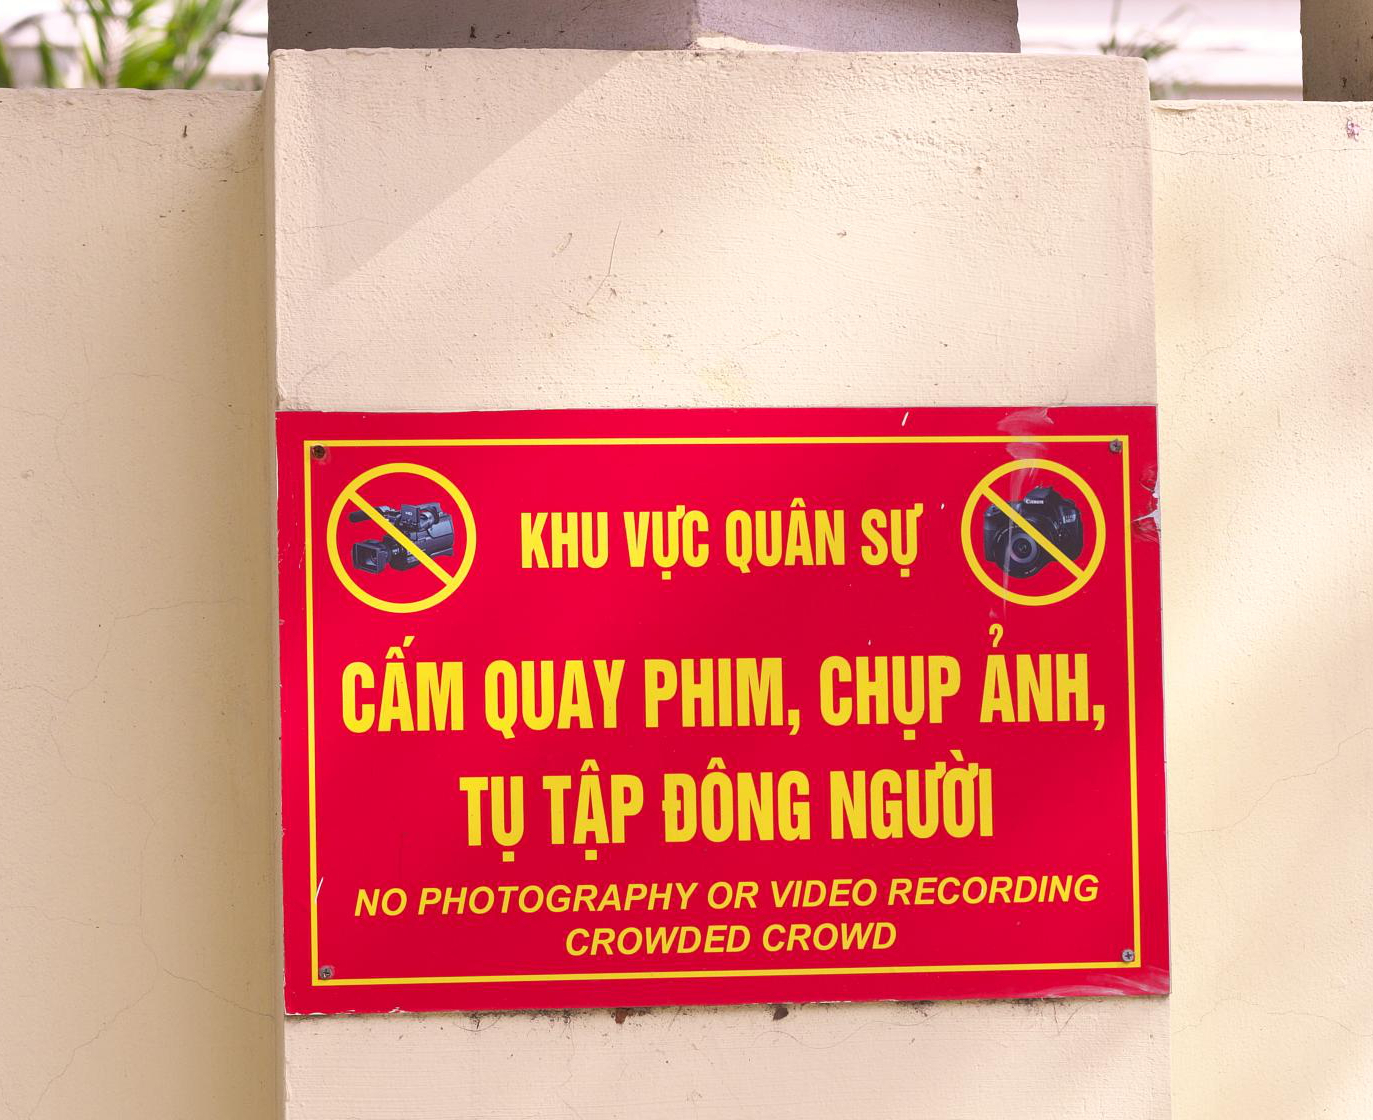 KHU VỰC QUÂN SỰ
Canon
CẤM QUAY PHIM, CHỤP ẢNH,
TỤ TẬP ĐÔNG NGƯỜI
NO PHOTOGRAPHY OR VIDEO RECORDING
CROWDED CROWD